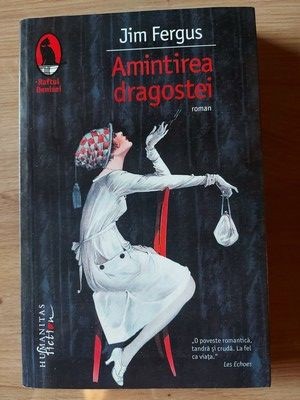 Raftul
Denisei
Jim Fergus
Amintirea
dragostei
roman
HUMANITAS
fiction
„O poveste romantică,
tandră și crudă. La fel
ca viața.”
Les Echoes